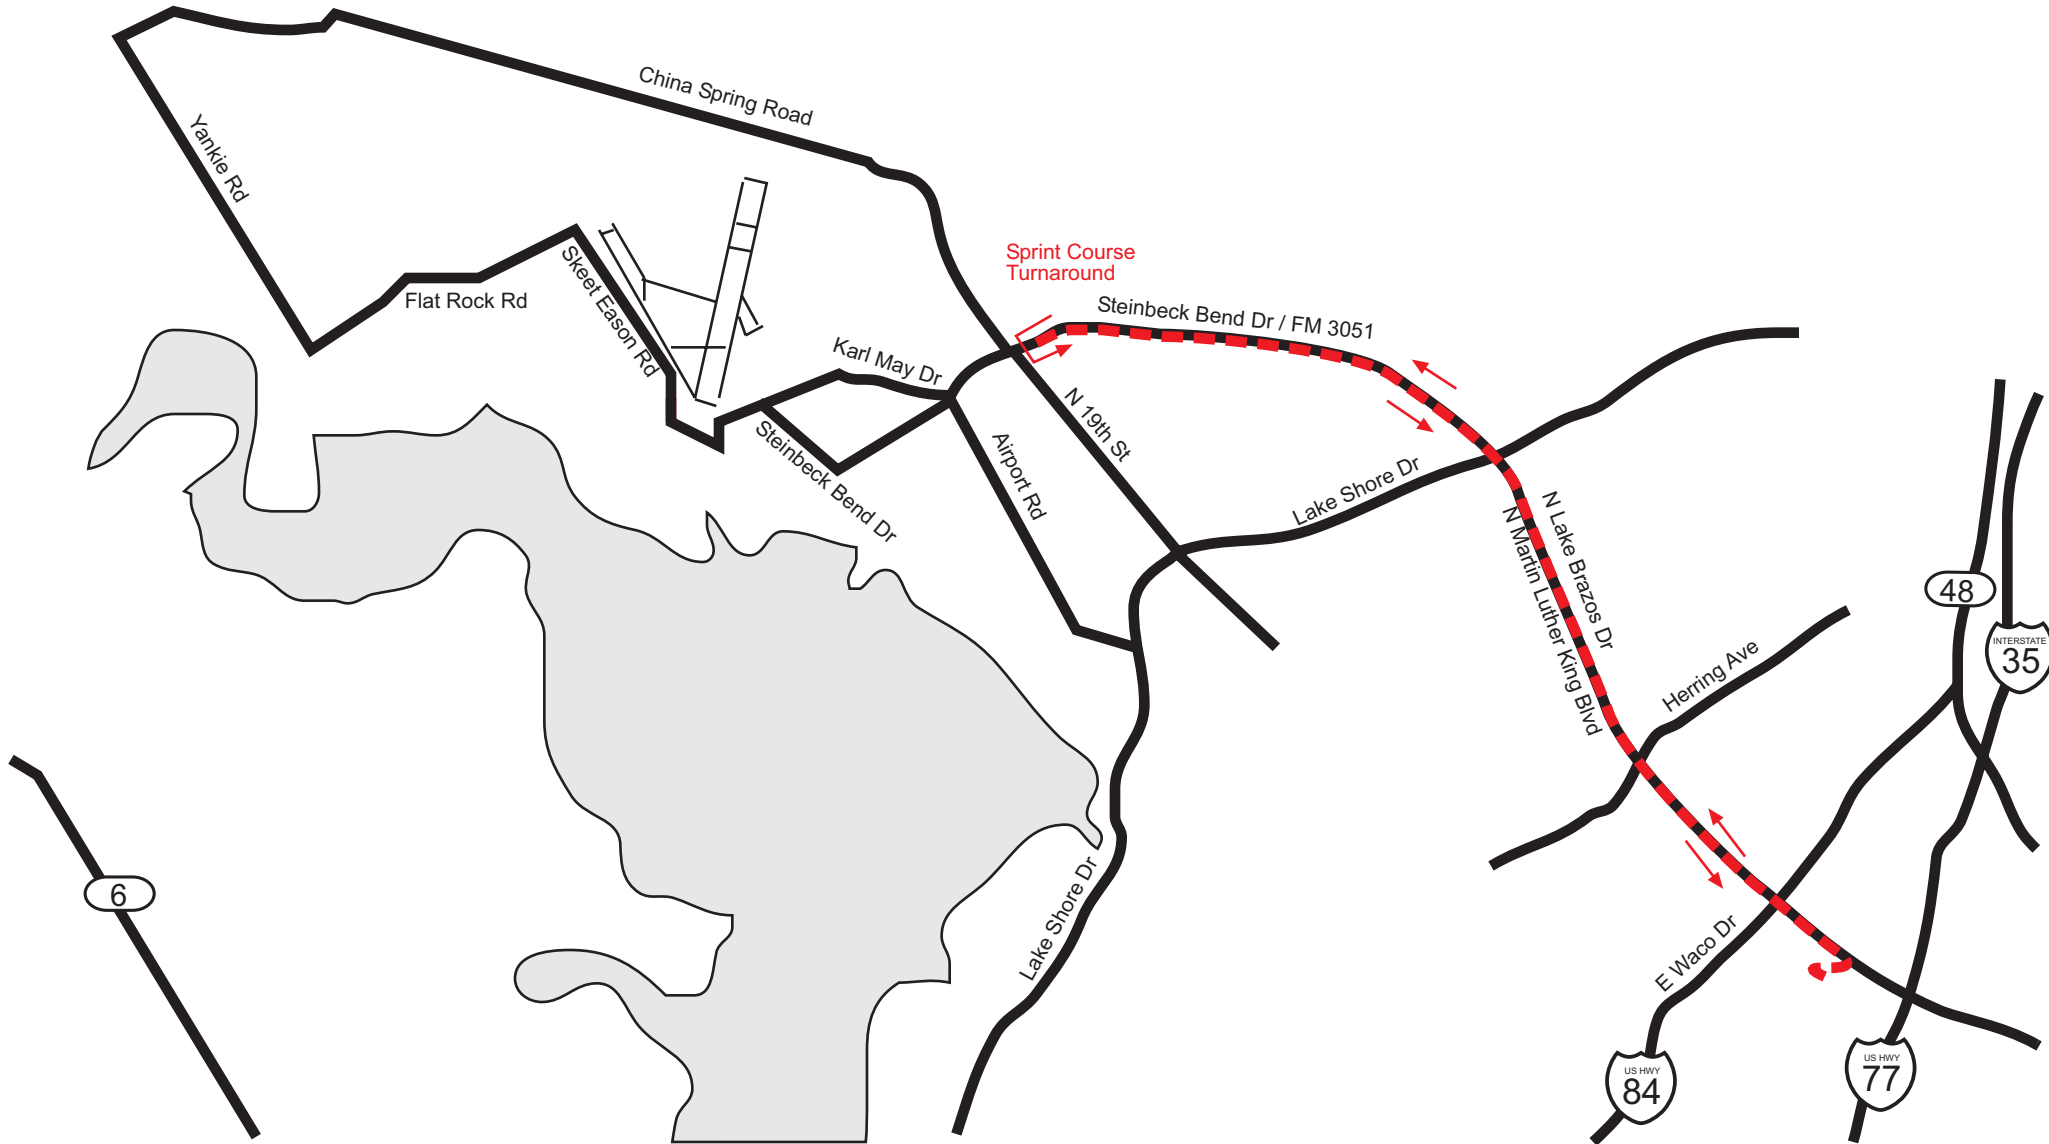 China Spring Road
Yankie Rd
Sprint Course
Turnaround
Flat Rock Rd
Skeet Eason Rd
Steinbeck Bend Dr / FM 3051
Karl May Dr
N 19th St
Steinbeck Bend Dr
Airport Rd
Lake Shore Dr
N Lake Brazos Dr
N Martin Luther King Blvd
48
INTERSTATE
35
Herring Ave
6
Lake Shore Dr
E Waco Dr
US HWY
84
US HWY
77